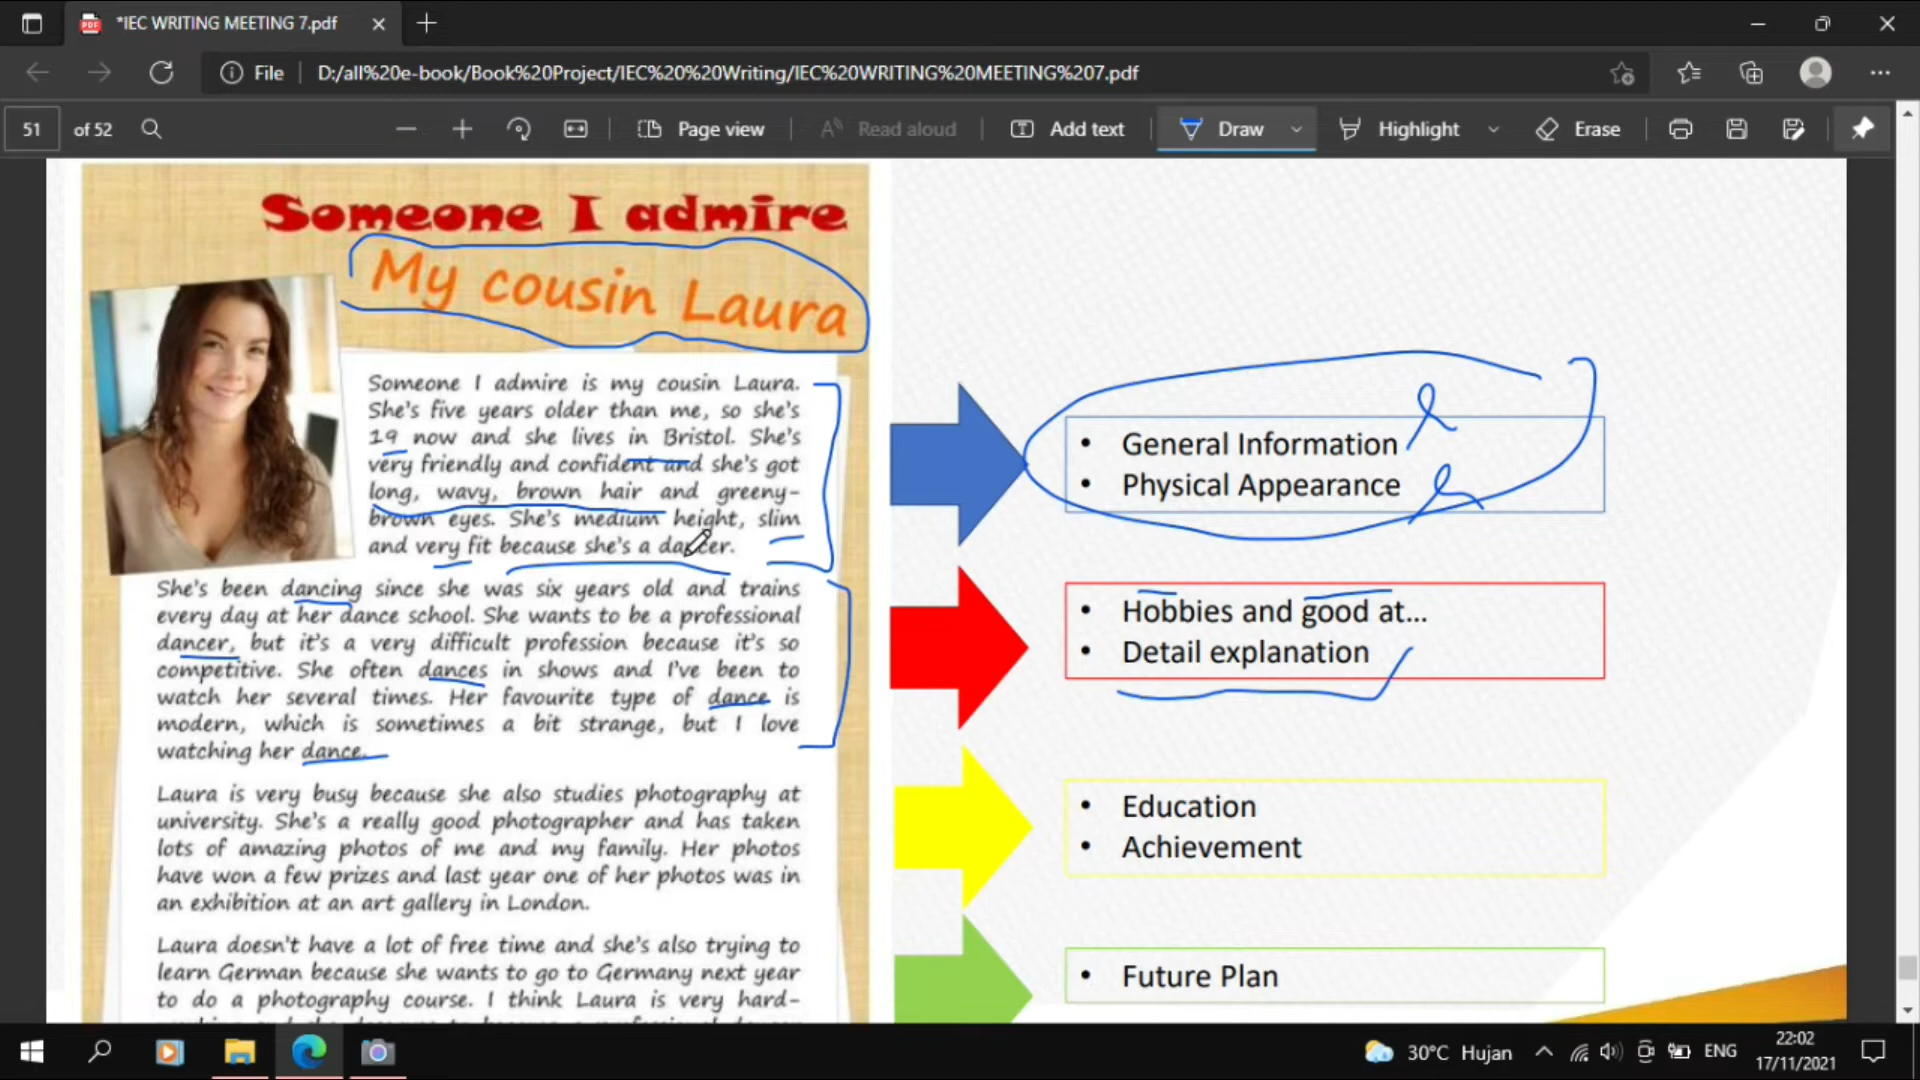 *IEC WRITING MEETING 7.pdf
File
D:/all%20e-book/Book%20Project/IEC%20%20Writing/IEC%20WRITING%20MEETING%207.pdf
51 of 52
Page view
Read aloud
Add text
Draw
Highlight
Erase
Someone I admire
My cousin Laura
Someone I admire is my cousin Laura.
She's five years older than me, so she's
19 now and she lives in Bristol. She's
very friendly and confident and she's got
long, wavy, brown hair and greeny-
brown eyes. She's medium height, slim
and very fit because she's a dancer.
She's been dancing since she was six years old and trains
every day at her dance school. She wants to be a professional
dancer, but it's a very difficult profession because it's so
competitive. She often dances in shows and I've been to
watch her several times. Her favourite type of dance is
modern, which is sometimes a bit strange, but I love
watching her dance.
Laura is very busy because she also studies photography at
university. She's a really good photographer and has taken
lots of amazing photos of me and my family. Her photos
have won a few prizes and last year one of her photos was in
an exhibition at an art gallery in London.
Laura doesn't have a lot of free time and she's also trying to
learn German because she wants to go to Germany next year
to do a photography course. I think Laura is very hard-
• General Information
• Physical Appearance
• Hobbies and good at...
• Detail explanation
• Education
• Achievement
• Future Plan
30°C Hujan
ENG
22:02
17/11/2021